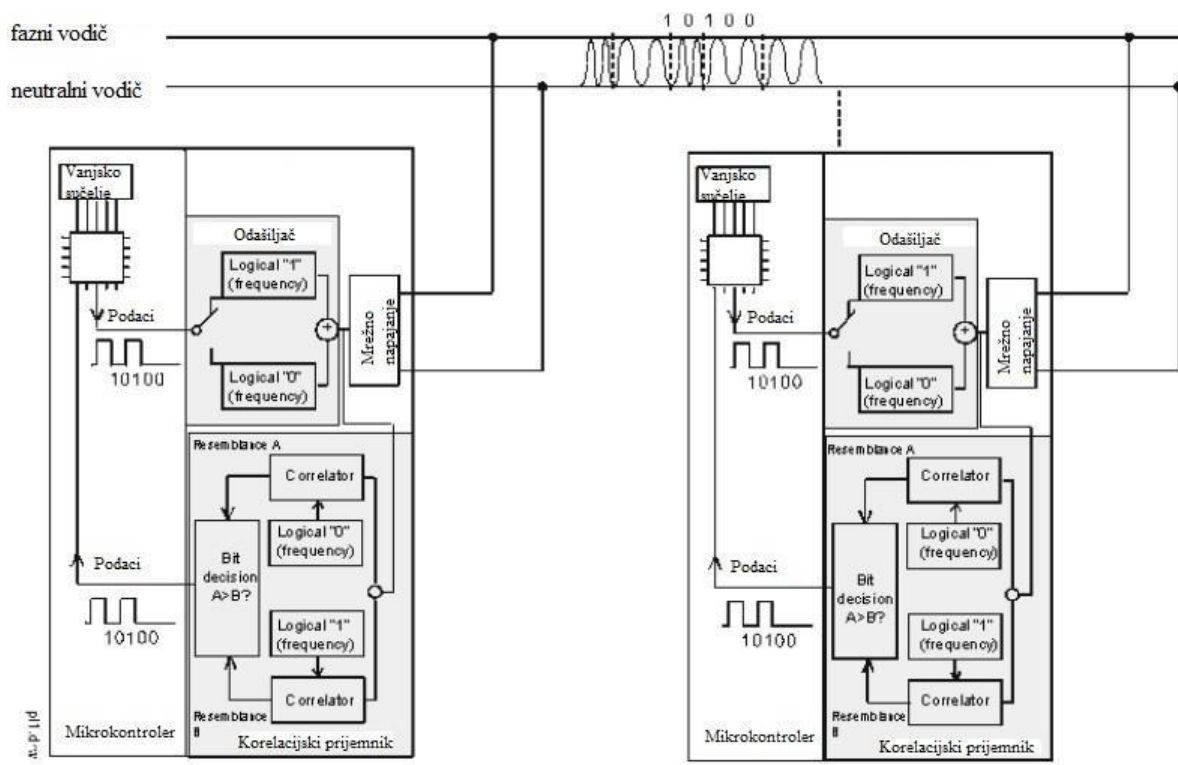 fazni vodič
1 0 1 0 0
neutralni vodič
Vanjsko
sučelje
Odašiljač
Logical "1"
(frequency)
Podaci
10100
Logical "0"
(frequency)
+
Mrežno
napajanje
Resemblance A
Correlator
Logical "0"
(frequency)
Podaci
10100
Bit
decision
A>B?
Logical "1"
(frequency)
Correlator
Resemblance
B
Mikrokontroler
Korelacijski prijemnik
Vanjsko
sučelje
Odašiljač
Logical "1"
(frequency)
Podaci
10100
Logical "0"
(frequency)
+
Mrežno
napajanje
Resemblance A
Correlator
Logical "0"
(frequency)
Podaci
10100
Bit
decision
A>B?
Logical "1"
(frequency)
Correlator
Resemblance
B
Mikrokontroler
Korelacijski prijemnik